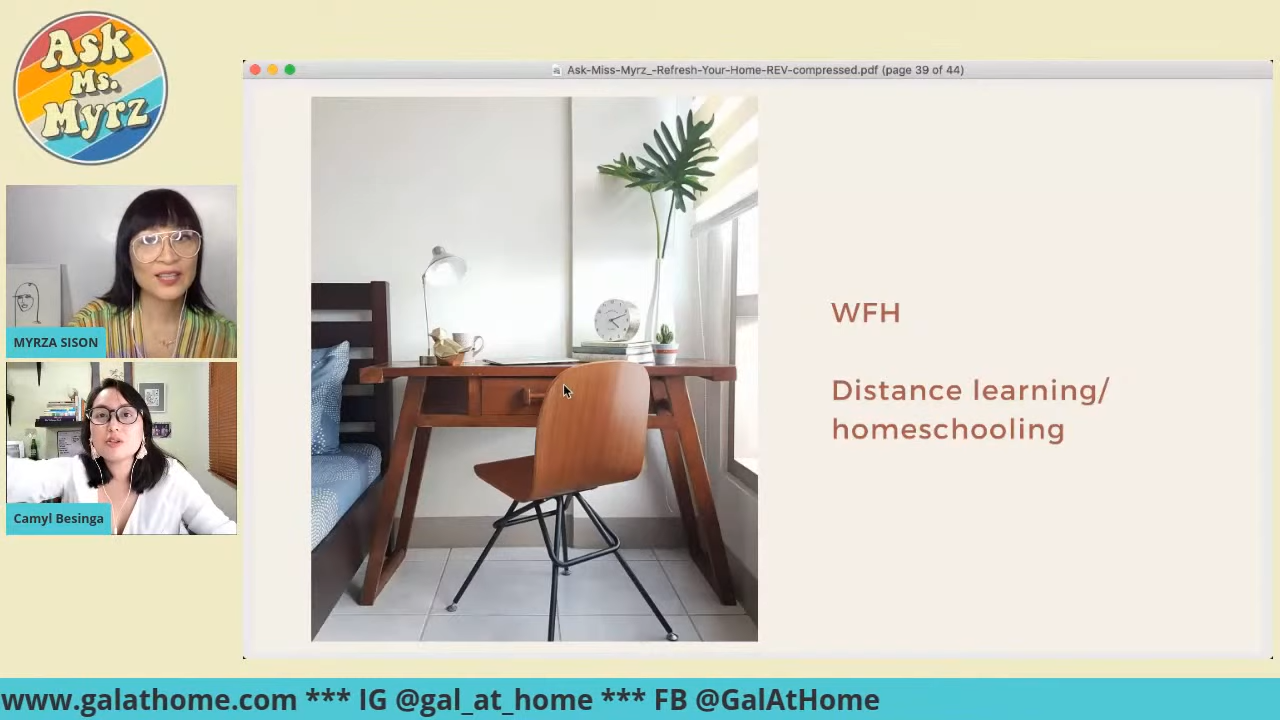 Ask
Ms.
Myrz
Ask-Miss-Myrz_-Refresh-Your-Home-REV-compressed.pdf (page 39 of 44)
MYRZA SISON
Camyl Besinga
WFH
Distance learning/
homeschooling
www.galathome.com *** IG @gal_at_home *** FB @GalAtHome